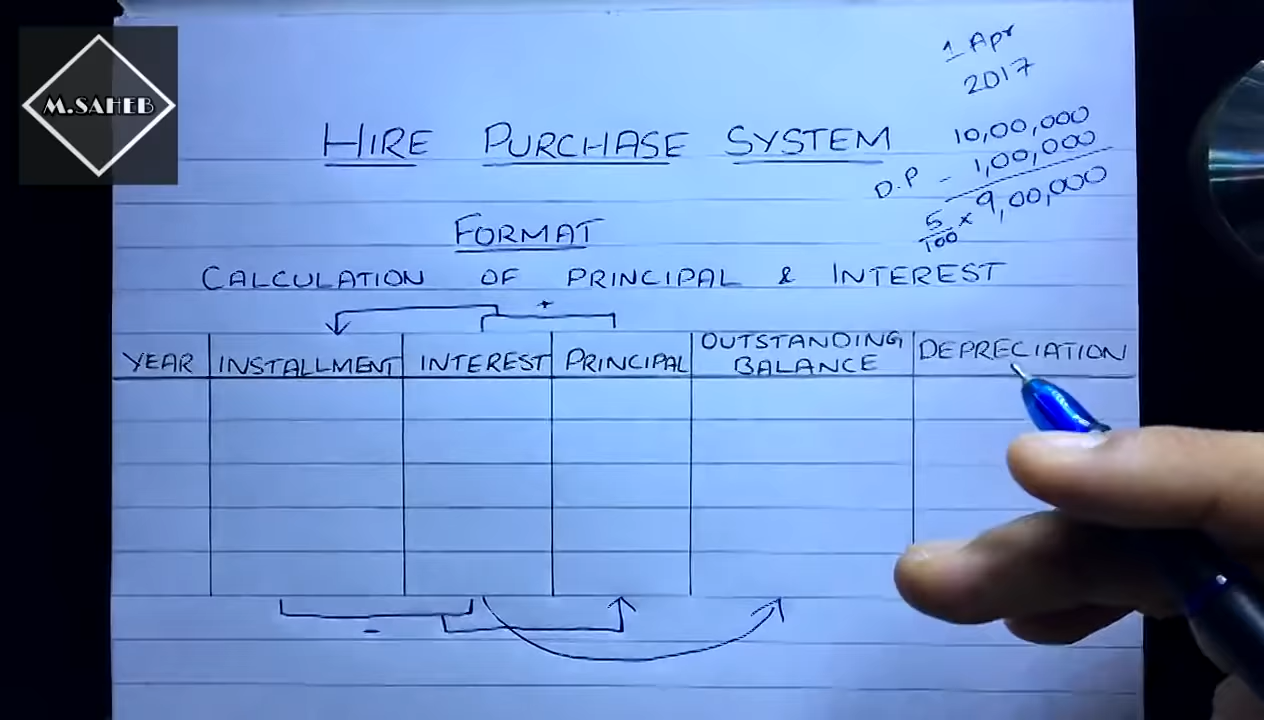 M.SAHEB
1 Apr
2017
HIRE PURCHASE SYSTEM
10,00,000
D.P - 1,00,000
5/100 × 9,00,000
FORMAT
CALCULATION OF PRINCIPAL & INTEREST
+
YEAR INSTALLMENT INTEREST PRINCIPAL OUTSTANDING BALANCE DEPRECIATION
-